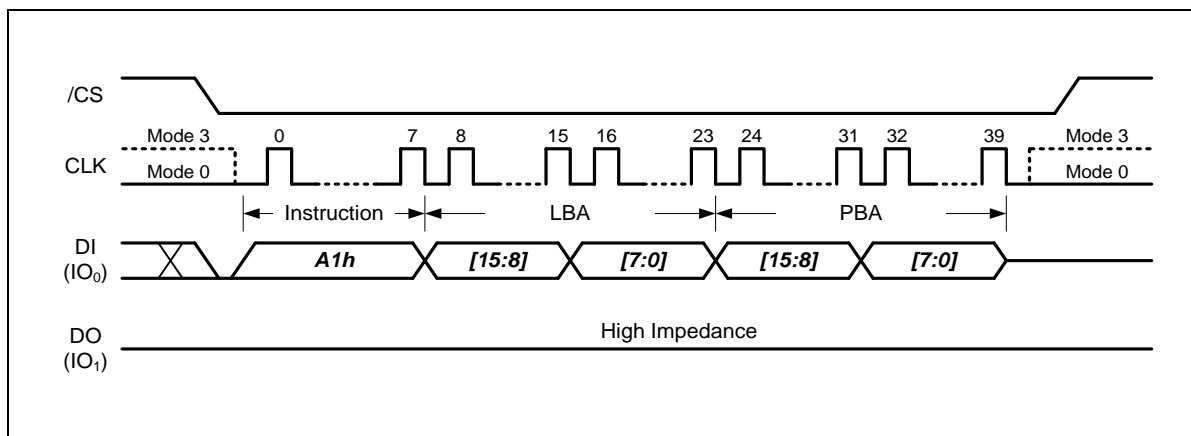 /CS
Mode 3 0 7 8 15 16 23 24 31 32 39 Mode 3
CLK
Mode 0 Mode 0
Instruction LBA PBA
DI
(IO₀)
A1h [15:8] [7:0] [15:8] [7:0]
DO
(IO₁)
High Impedance